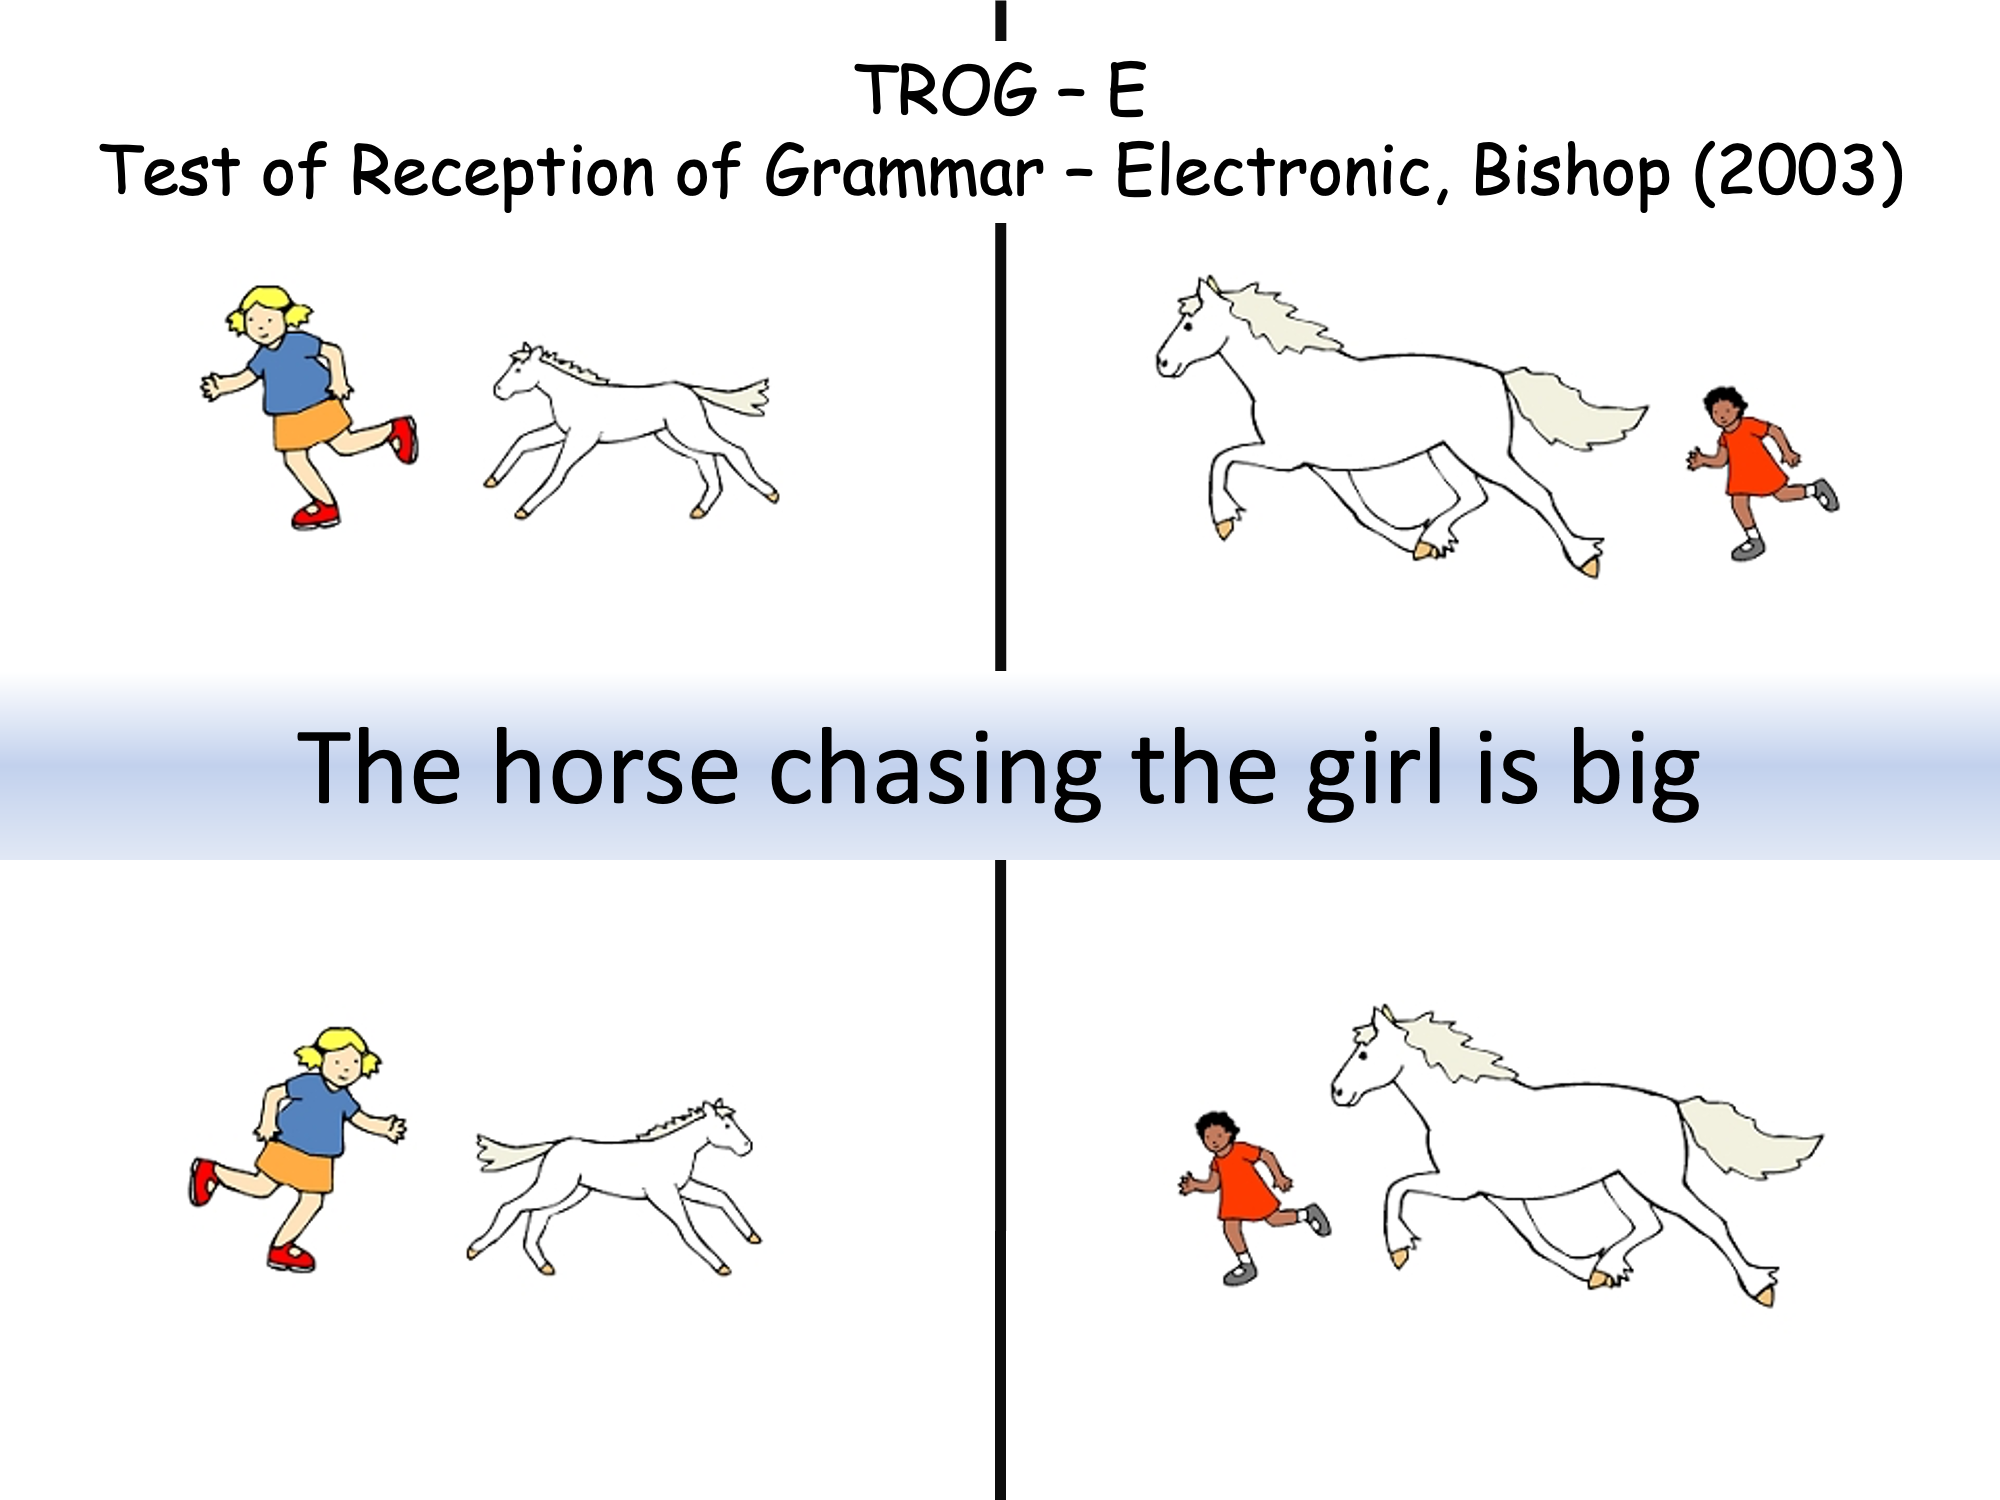 TROG – E
Test of Reception of Grammar – Electronic, Bishop (2003)
The horse chasing the girl is big